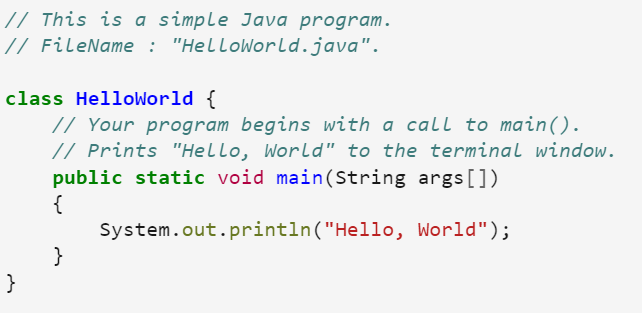 // This is a simple Java program.
// FileName : "HelloWorld.java".
class HelloWorld {
    // Your program begins with a call to main().
    // Prints "Hello, World" to the terminal window.
    public static void main(String args[])
    {
        System.out.println("Hello, World");
    }
}